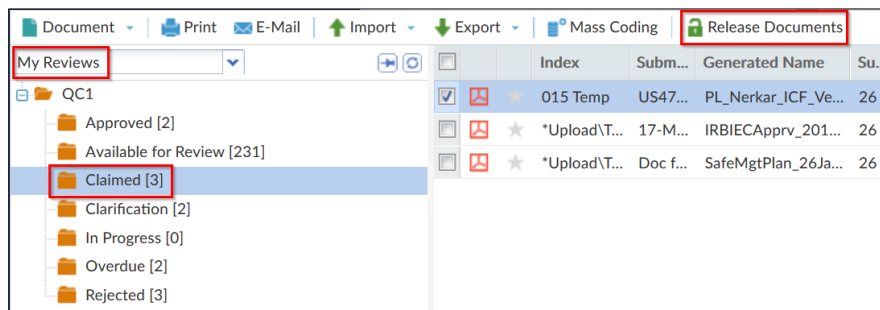 Document Print E-Mail Import Export Mass Coding Release Documents
My Reviews
Index Subm... Generated Name Su.
QC1
015 Temp US47... PL_Nerkar_ICF_Ve... 26
Approved [2]
*Upload\T... 17-M... IRBIECApprv_201... 26
Available for Review [231]
*Upload\T... Doc f... SafeMgtPlan_26Ja... 26
Claimed [3]
Clarification [2]
In Progress [0]
Overdue [2]
Rejected [3]